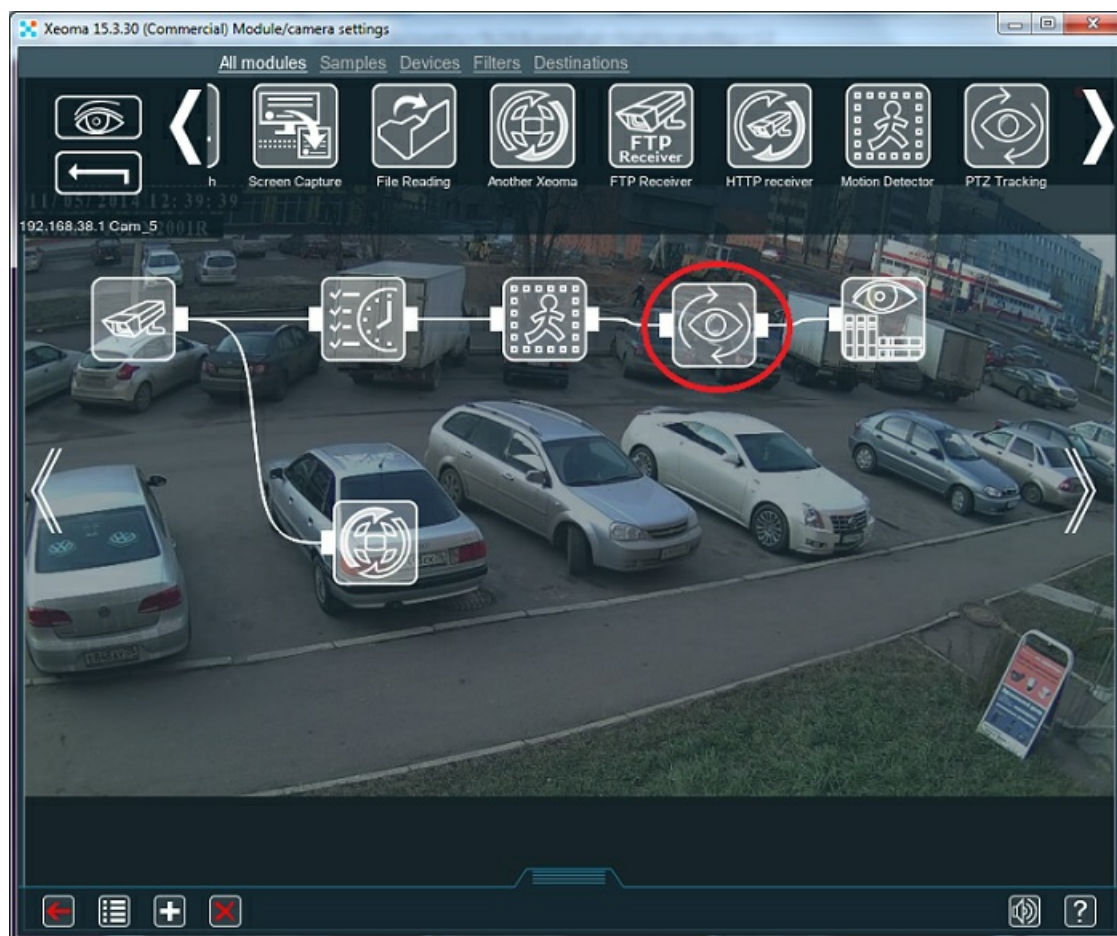 Xeoma 15.3.30 (Commercial) Module/camera settings
All modules Samples Devices Filters Destinations
FTP
Receiver
h Screen Capture File Reading Another Xeoma FTP Receiver HTTP receiver Motion Detector PTZ Tracking
11/05/2014 12:39:39
192.168.38.1 Cam_5
?